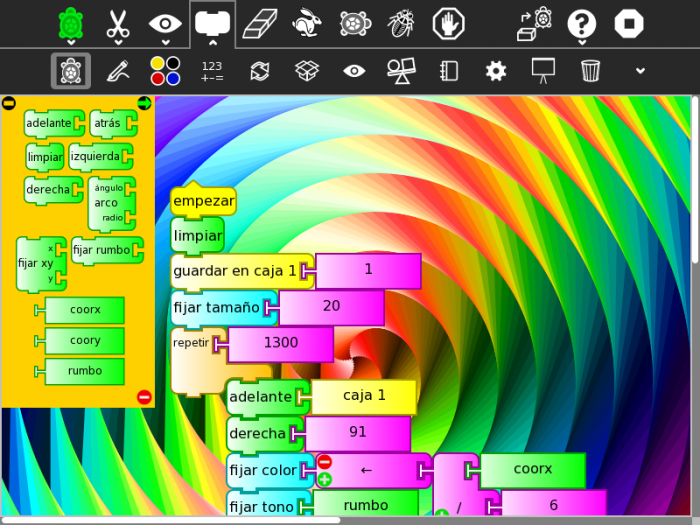 123
+-=
adelante
atrás
limpiar
izquierda
derecha
ángulo
arco
radio
fijar xy
x
y
fijar rumbo
coorx
coory
rumbo
empezar
limpiar
guardar en caja 1
1
fijar tamaño
20
repetir
1300
adelante
caja 1
derecha
91
fijar color
←
coorx
fijar tono
rumbo
/
6